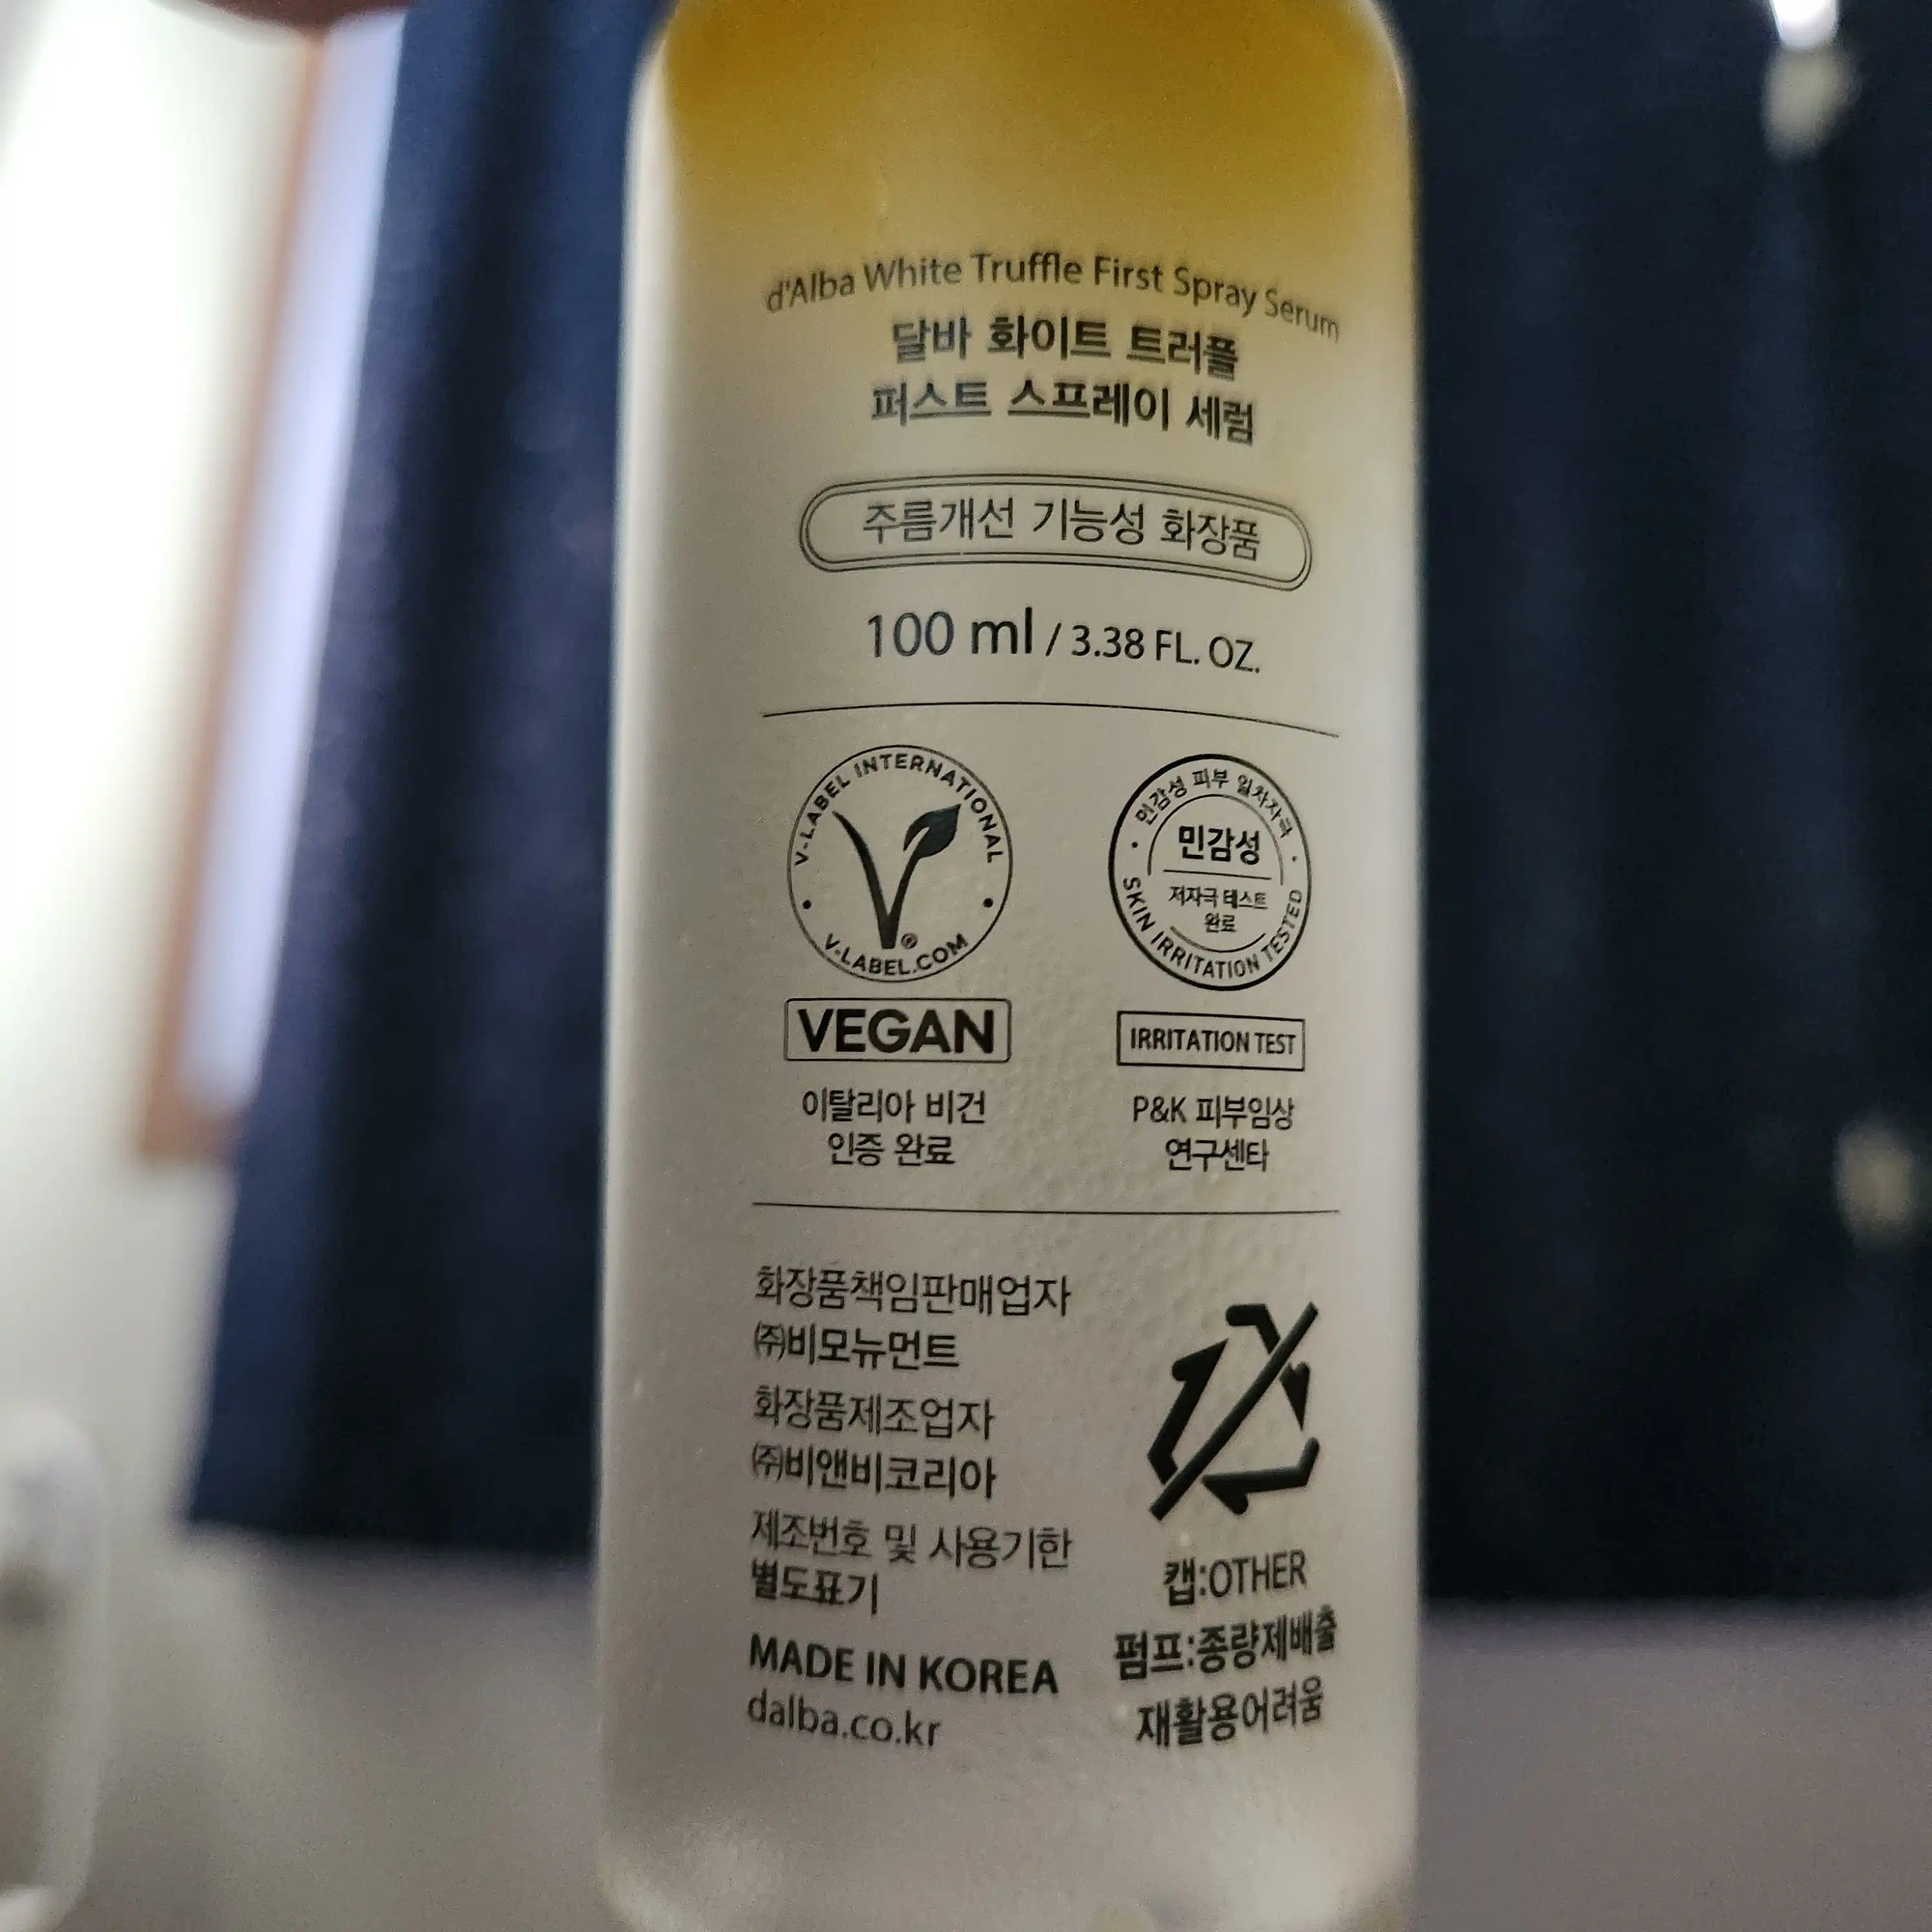 d'Alba White Truffle First Spray Serum
달바 화이트 트러플
퍼스트 스프레이 세럼
주름개선 기능성 화장품
100 ml / 3.38 FL. OZ.
V-LABEL INTERNATIONAL
®
V-LABEL.COM
VEGAN
이탈리아 비건
인증 완료
민감성 피부 일차자극
민감성
저자극 테스트
완료
SKIN IRRITATION TESTED
IRRITATION TEST
P&K 피부임상
연구센타
화장품책임판매업자
㈜비모뉴먼트
화장품제조업자
㈜비앤비코리아
제조번호 및 사용기한
별도표기
MADE IN KOREA
dalba.co.kr
캡:OTHER
펌프:종량제배출
재활용어려움